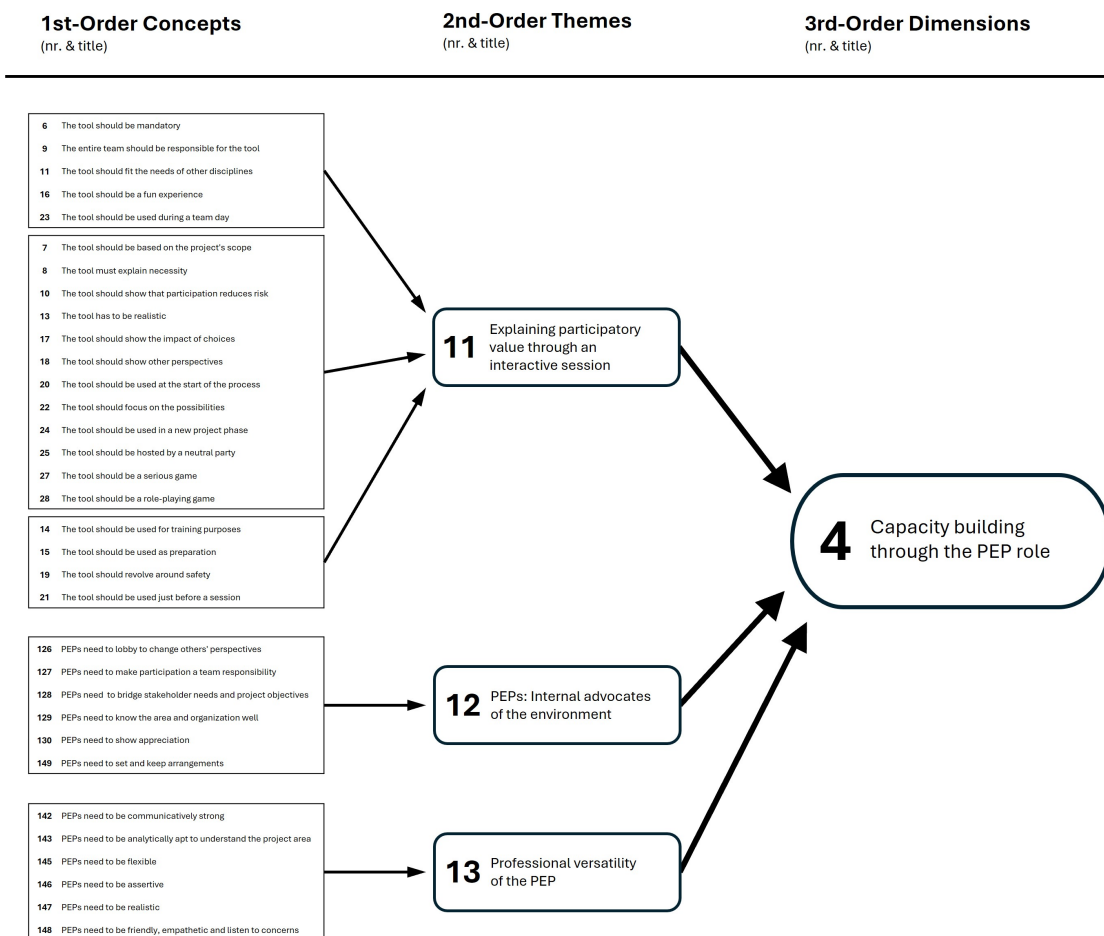 1st-Order Concepts
(nr. & title)
2nd-Order Themes
(nr. & title)
3rd-Order Dimensions
(nr. & title)
6 The tool should be mandatory
9 The entire team should be responsible for the tool
11 The tool should fit the needs of other disciplines
16 The tool should be a fun experience
23 The tool should be used during a team day
7 The tool should be based on the project's scope
8 The tool must explain necessity
10 The tool should show that participation reduces risk
13 The tool has to be realistic
17 The tool should show the impact of choices
18 The tool should show other perspectives
20 The tool should be used at the start of the process
22 The tool should focus on the possibilities
24 The tool should be used in a new project phase
25 The tool should be hosted by a neutral party
27 The tool should be a serious game
28 The tool should be a role-playing game
14 The tool should be used for training purposes
15 The tool should be used as preparation
19 The tool should revolve around safety
21 The tool should be used just before a session
126 PEPs need to lobby to change others' perspectives
127 PEPs need to make participation a team responsibility
128 PEPs need to bridge stakeholder needs and project objectives
129 PEPs need to know the area and organization well
130 PEPs need to show appreciation
149 PEPs need to set and keep arrangements
142 PEPs need to be communicatively strong
143 PEPs need to be analytically apt to understand the project area
145 PEPs need to be flexible
146 PEPs need to be assertive
147 PEPs need to be realistic
148 PEPs need to be friendly, empathetic and listen to concerns
11 Explaining participatory
value through an
interactive session
12 PEPs: Internal advocates
of the environment
13 Professional versatility
of the PEP
4 Capacity building
through the PEP role